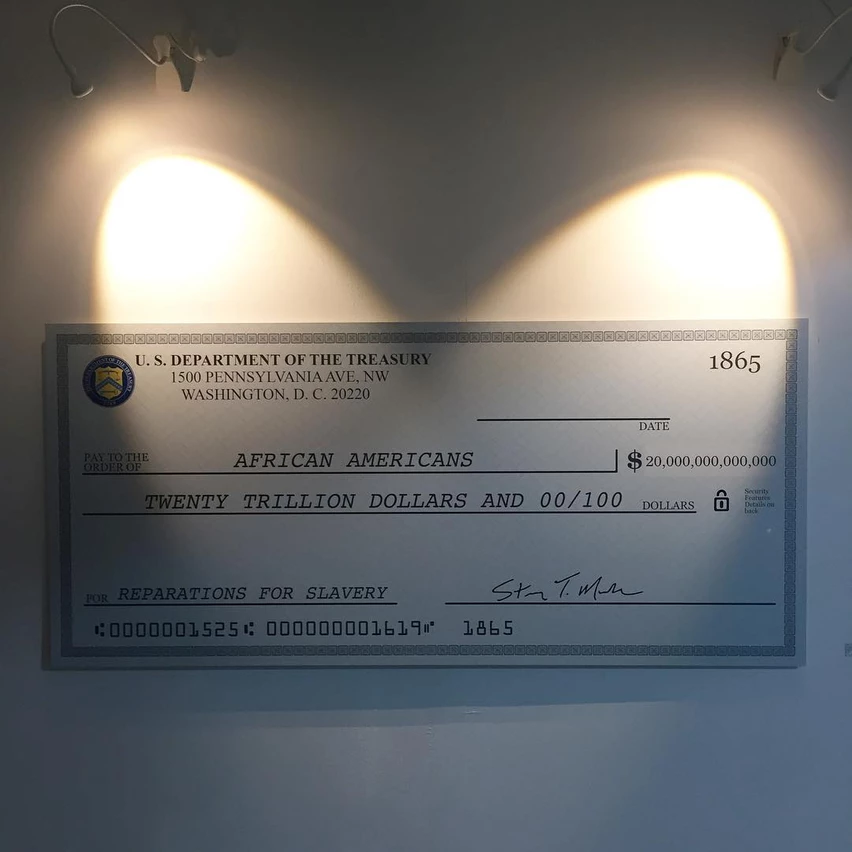 U. S. DEPARTMENT OF THE TREASURY
1500 PENNSYLVANIA AVE, NW
WASHINGTON, D. C. 20220
1865
DATE
PAY TO THE
ORDER OF
AFRICAN AMERICANS
$ 20,000,000,000,000
TWENTY TRILLION DOLLARS AND 00/100
DOLLARS
Security
Features
Details on
back
FOR REPARATIONS FOR SLAVERY
⑆0000001525⑆ 000000001619⑈ 1865